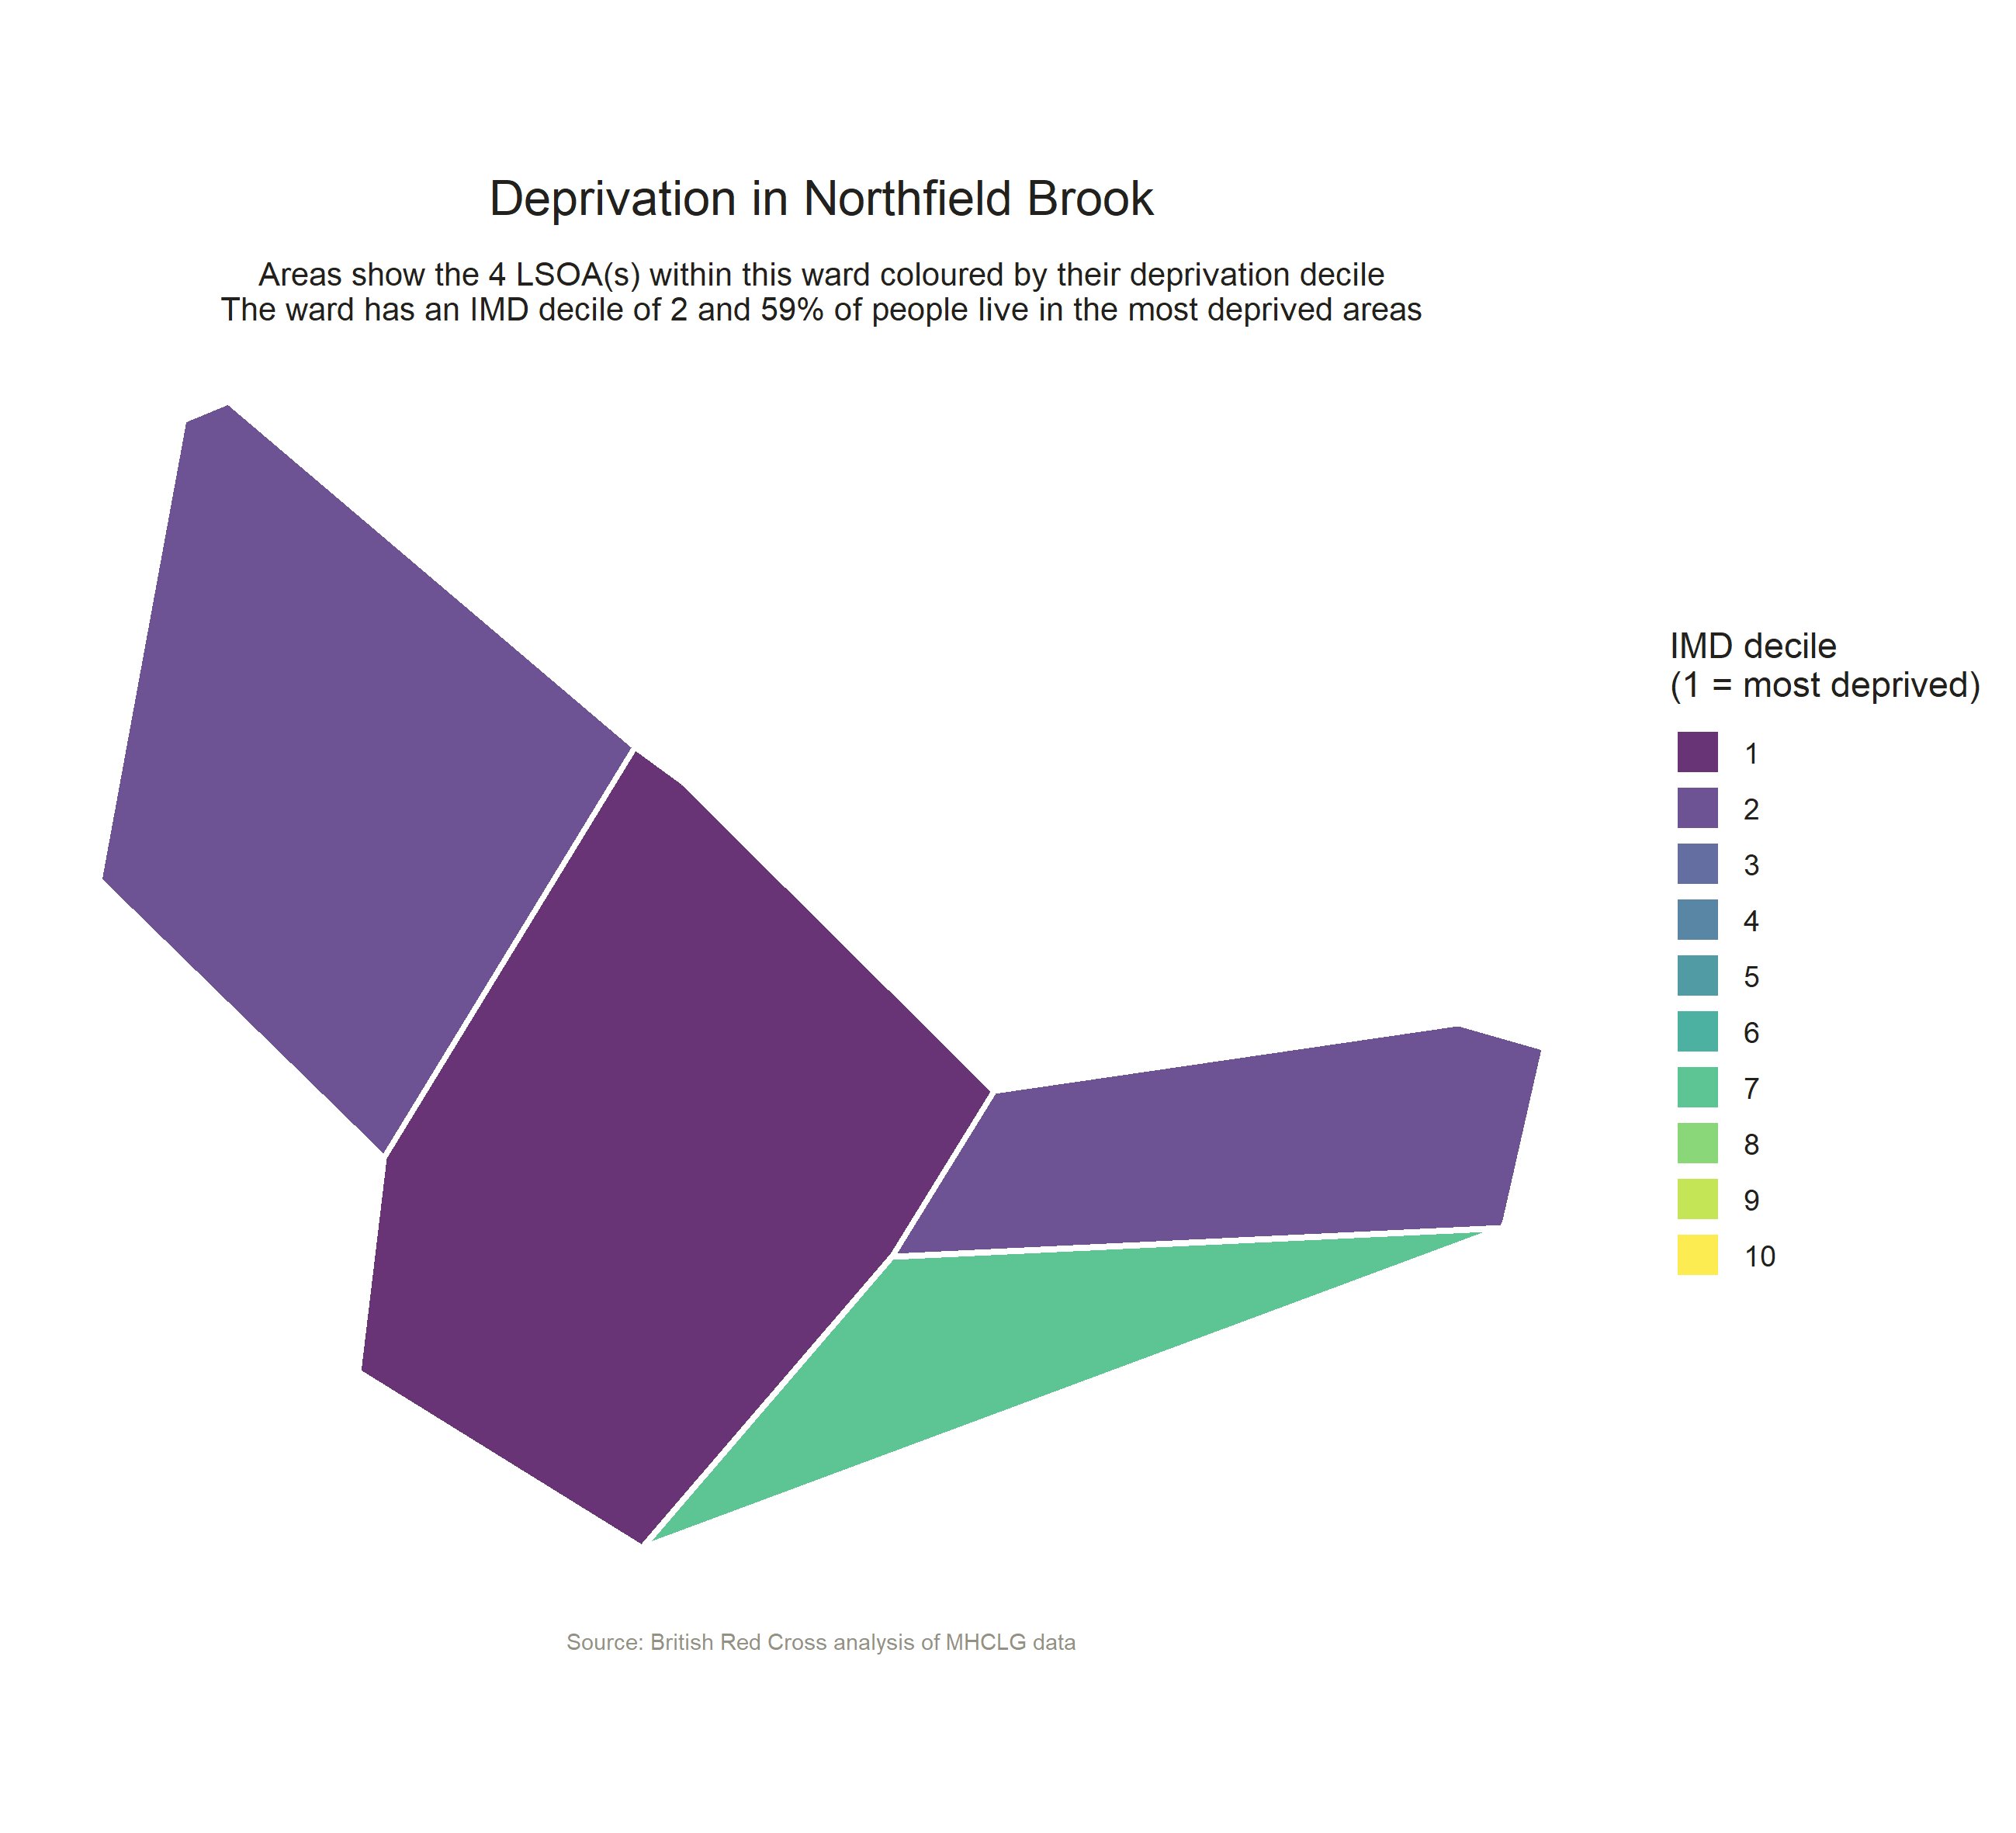 Deprivation in Northfield Brook
Areas show the 4 LSOA(s) within this ward coloured by their deprivation decile
The ward has an IMD decile of 2 and 59% of people live in the most deprived areas
IMD decile
(1 = most deprived)
1
2
3
4
5
6
7
8
9
10
Source: British Red Cross analysis of MHCLG data